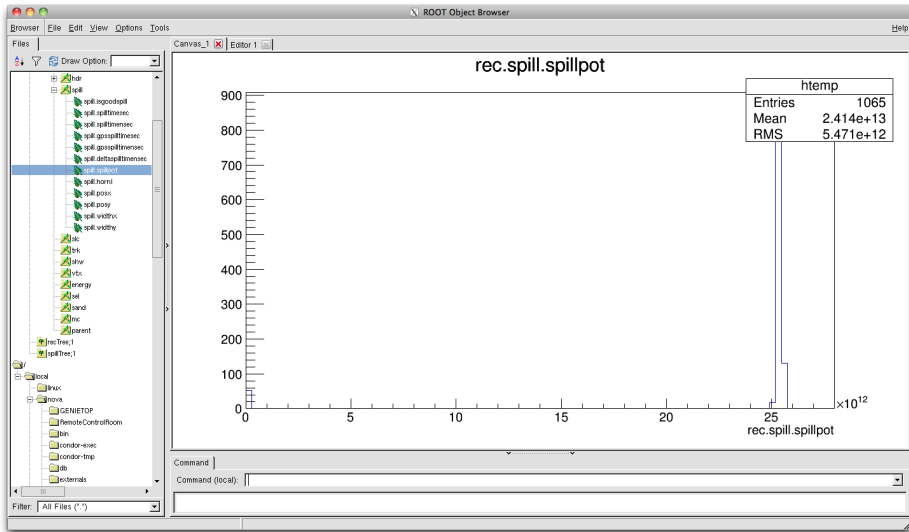 ROOT Object Browser
Browser File Edit View Options Tools Help
Files
Draw Option:
hdr
spill
spill.isgoodspill
spill.spilltimesec
spill.spilltimensec
spill.gpsspilltimesec
spill.gpsspilltimensec
spill.deltaspilltimensec
spill.spillpot
spill.hornI
spill.posx
spill.posy
spill.widthx
spill.widthy
slc
trk
shw
vtx
energy
sel
sand
mc
parent
recTree;1
spillTree;1
/
local
linux
nova
GENIETOP
RemoteControlRoom
bin
condor-exec
condor-tmp
db
externals
Filter: All Files (*.*)
Canvas_1 Editor 1
rec.spill.spillpot
htemp
Entries 1065
Mean 2.414e+13
RMS 5.471e+12
900
800
700
600
500
400
300
200
100
0
0 5 10 15 20 25
×10¹²
rec.spill.spillpot
Command
Command (local):